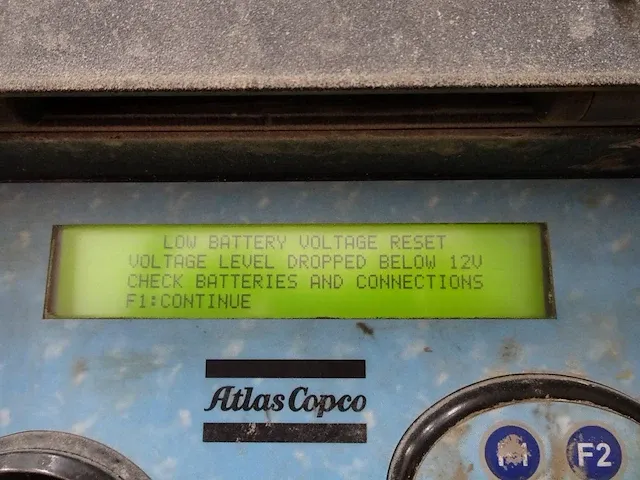 LOW BATTERY VOLTAGE RESET
VOLTAGE LEVEL DROPPED BELOW 12V
CHECK BATTERIES AND CONNECTIONS
F1:CONTINUE
Atlas Copco
F2